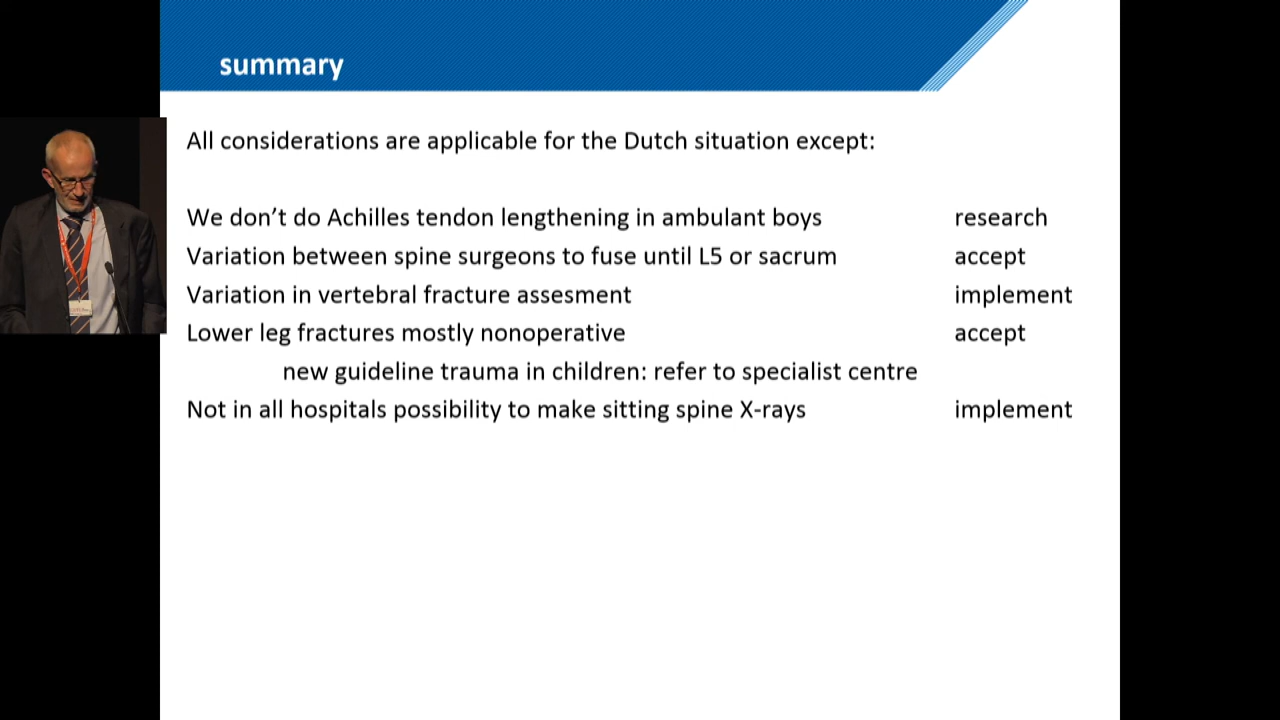 summary
All considerations are applicable for the Dutch situation except:
We don't do Achilles tendon lengthening in ambulant boys research
Variation between spine surgeons to fuse until L5 or sacrum accept
Variation in vertebral fracture assesment implement
Lower leg fractures mostly nonoperative accept
new guideline trauma in children: refer to specialist centre
Not in all hospitals possibility to make sitting spine X-rays implement